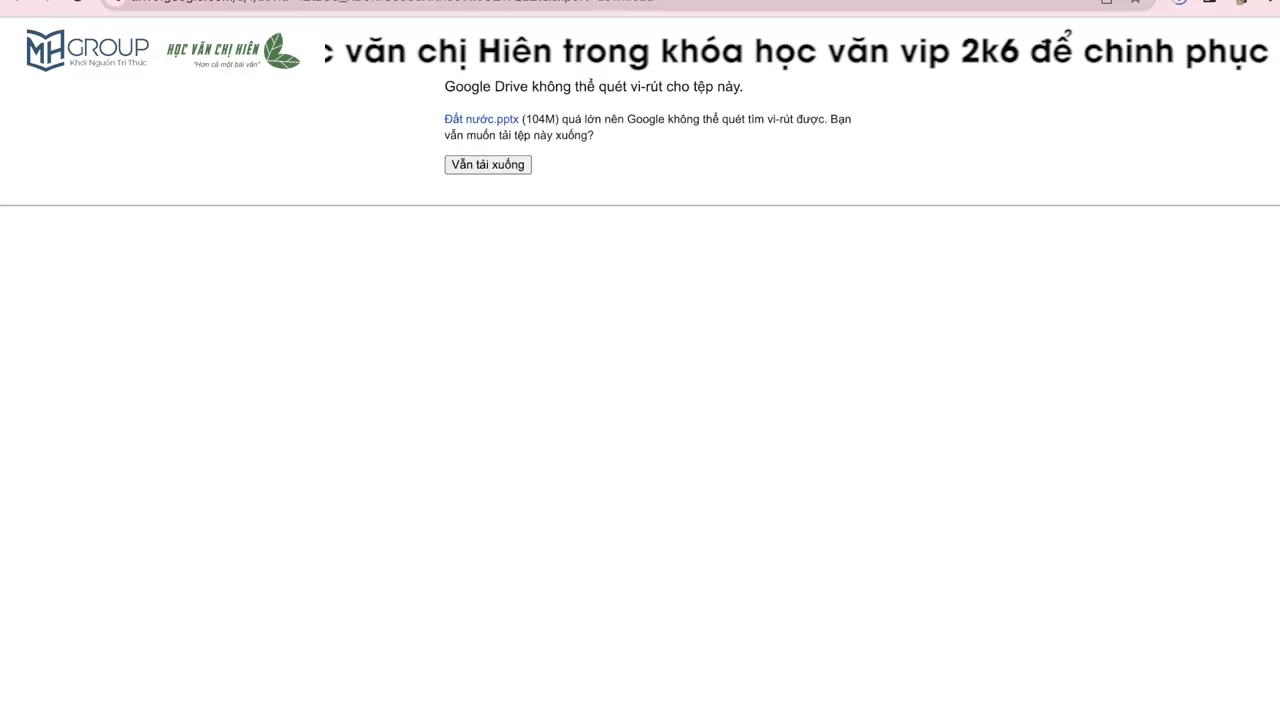 MH GROUP
Khơi Nguồn Tri Thức
HỌC VĂN CHỊ HIÊN
"Hơn cả một bài văn"
văn chị Hiên trong khóa học văn vip 2k6 để chinh phục
Google Drive không thể quét vi-rút cho tệp này.
Đất nước.pptx (104M) quá lớn nên Google không thể quét tìm vi-rút được. Bạn
vẫn muốn tải tệp này xuống?
Vẫn tải xuống